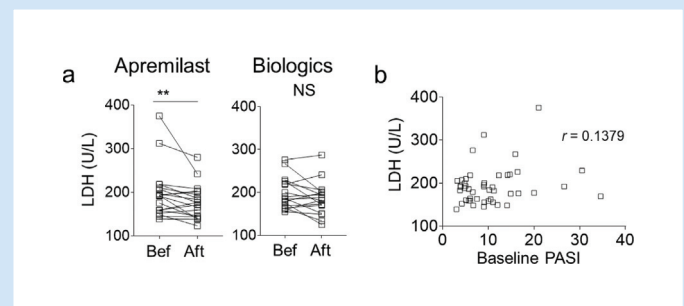 a
Apremilast
**
LDH (U/L)
400
300
200
100
Bef Aft
Biologics
NS
400
300
200
100
Bef Aft
b
LDH (U/L)
400
300
200
100
r = 0.1379
0 10 20 30 40
Baseline PASI